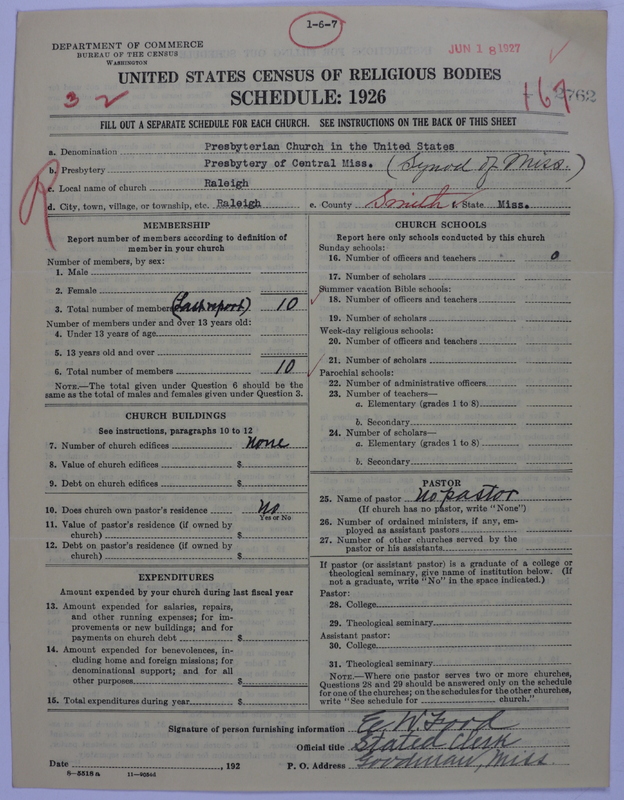 1-6-7
DEPARTMENT OF COMMERCE
BUREAU OF THE CENSUS
WASHINGTON
JUN 18 1927
UNITED STATES CENSUS OF RELIGIOUS BODIES
SCHEDULE: 1926
3 2
2762
FILL OUT A SEPARATE SCHEDULE FOR EACH CHURCH. SEE INSTRUCTIONS ON THE BACK OF THIS SHEET
a. Denomination Presbyterian Church in the United States
b. Presbytery Presbytery of Central Miss. (Synod of Miss.)
c. Local name of church Raleigh
d. City, town, village, or township, etc. Raleigh e. County Smith & State Miss.
R
MEMBERSHIP
Report number of members according to definition of
member in your church
Number of members, by sex:
1. Male
2. Female
3. Total number of members (Last report) 10
Number of members under and over 13 years old:
4. Under 13 years of age
5. 13 years old and over
6. Total number of members 10
NOTE.—The total given under Question 6 should be the
same as the total of males and females given under Question 3.
CHURCH BUILDINGS
See instructions, paragraphs 10 to 12
7. Number of church edifices none
8. Value of church edifices $
9. Debt on church edifices $
10. Does church own pastor's residence No
Yes or No
11. Value of pastor's residence (if owned by
church) $
12. Debt on pastor's residence (if owned by
church) $
EXPENDITURES
Amount expended by your church during last fiscal year
13. Amount expended for salaries, repairs,
and other running expenses; for im-
provements or new buildings; and for
payments on church debt $
14. Amount expended for benevolences, in-
cluding home and foreign missions; for
denominational support; and for all
other purposes $
15. Total expenditures during year $
CHURCH SCHOOLS
Report here only schools conducted by this church
Sunday schools:
16. Number of officers and teachers 0
17. Number of scholars
Summer vacation Bible schools:
18. Number of officers and teachers
19. Number of scholars
Week-day religious schools:
20. Number of officers and teachers
21. Number of scholars
Parochial schools:
22. Number of administrative officers
23. Number of teachers—
a. Elementary (grades 1 to 8)
b. Secondary
24. Number of scholars—
a. Elementary (grades 1 to 8)
b. Secondary
PASTOR
25. Name of pastor No pastor
(If church has no pastor, write "None")
26. Number of ordained ministers, if any, em-
ployed as assistant pastors
27. Number of other churches served by the
pastor or his assistants
If pastor (or assistant pastor) is a graduate of a college or
theological seminary, give name of institution below. (If
not a graduate, write "No" in the space indicated.)
Pastor:
28. College
29. Theological seminary
Assistant pastor:
30. College
31. Theological seminary
NOTE.—Where one pastor serves two or more churches,
Questions 28 and 29 should be answered only on the schedule
for one of the churches; on the schedules for the other churches,
write "See schedule for church."
Signature of person furnishing information E. W. Ford
Official title Stated Clerk
Date , 192 P. O. Address Goodman, Miss.
8-5518 a 11-20546